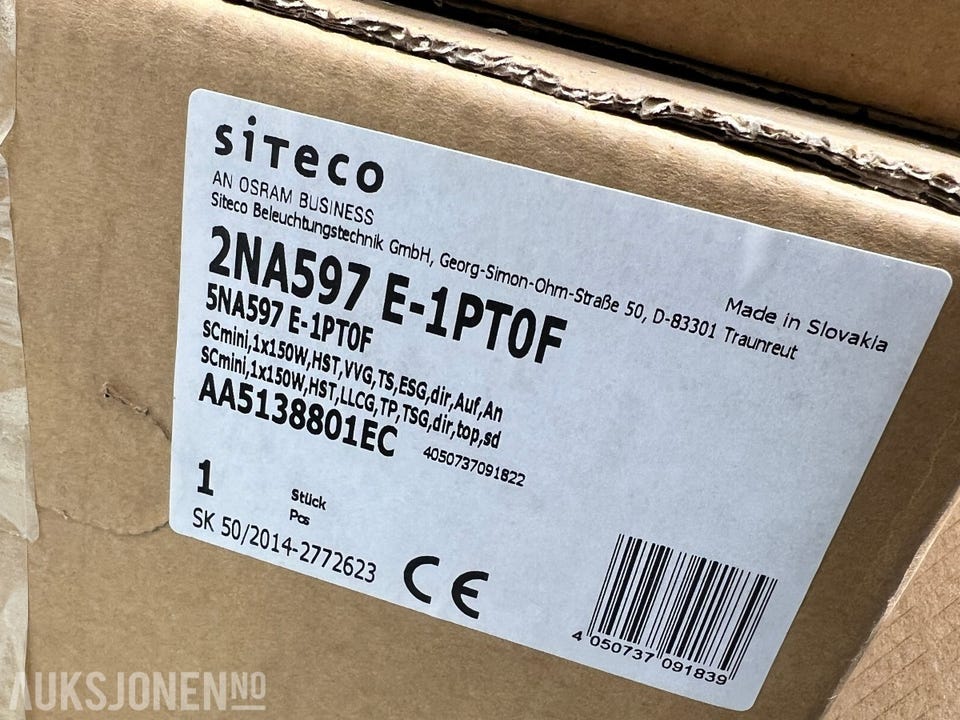 siteco
AN OSRAM BUSINESS
Siteco Beleuchtungstechnik GmbH, Georg-Simon-Ohm-Straße 50, D-83301 Traunreut
Made in Slovakia
2NA597 E-1PT0F
5NA597 E-1PT0F
SCmini,1x150W,HST,VVG,TS,ESG,dir,Auf,An
SCmini,1x150W,HST,LLCG,TP,TSG,dir,top,sd
AA5138801EC
4050737091822
1 Stück
Pcs
SK 50/2014-2772623
CE
4 050737 091839
AUKSJONEN NO